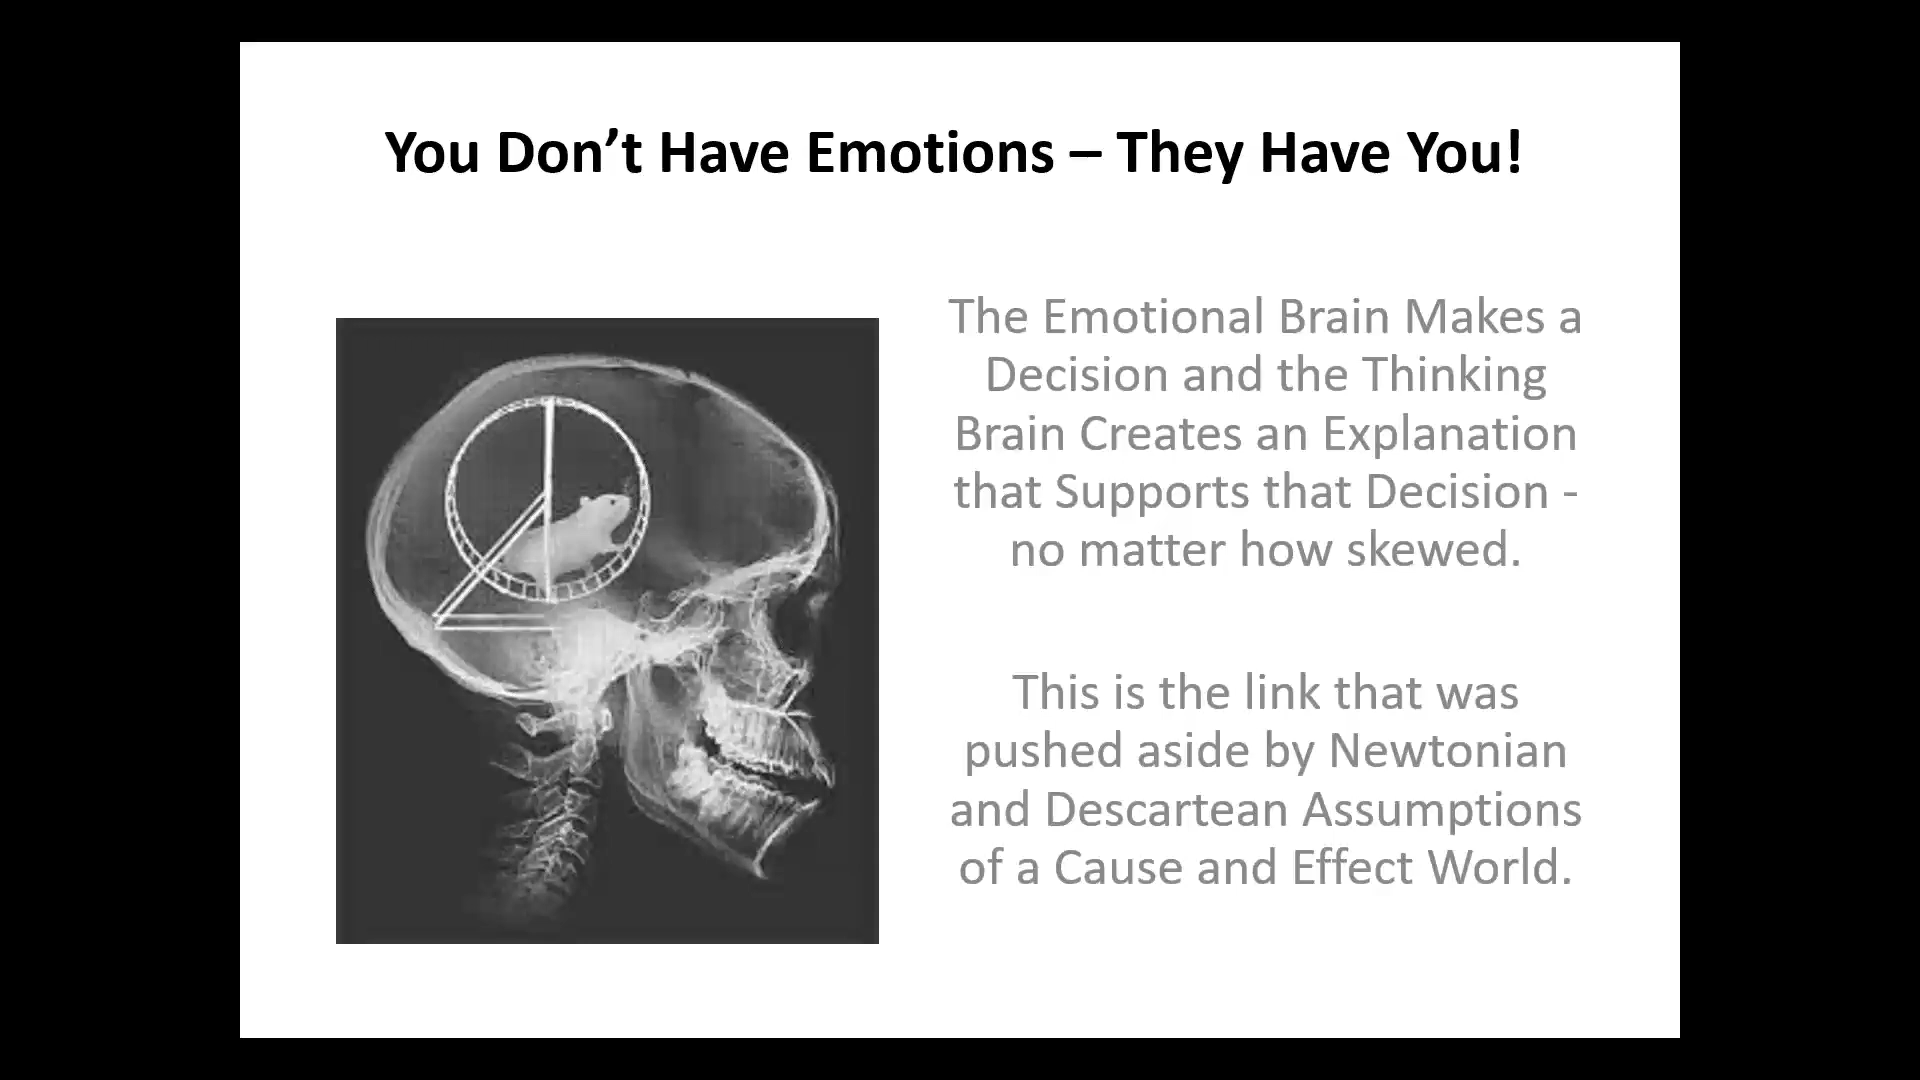 You Don’t Have Emotions – They Have You!
The Emotional Brain Makes a
Decision and the Thinking
Brain Creates an Explanation
that Supports that Decision -
no matter how skewed.
This is the link that was
pushed aside by Newtonian
and Descartean Assumptions
of a Cause and Effect World.